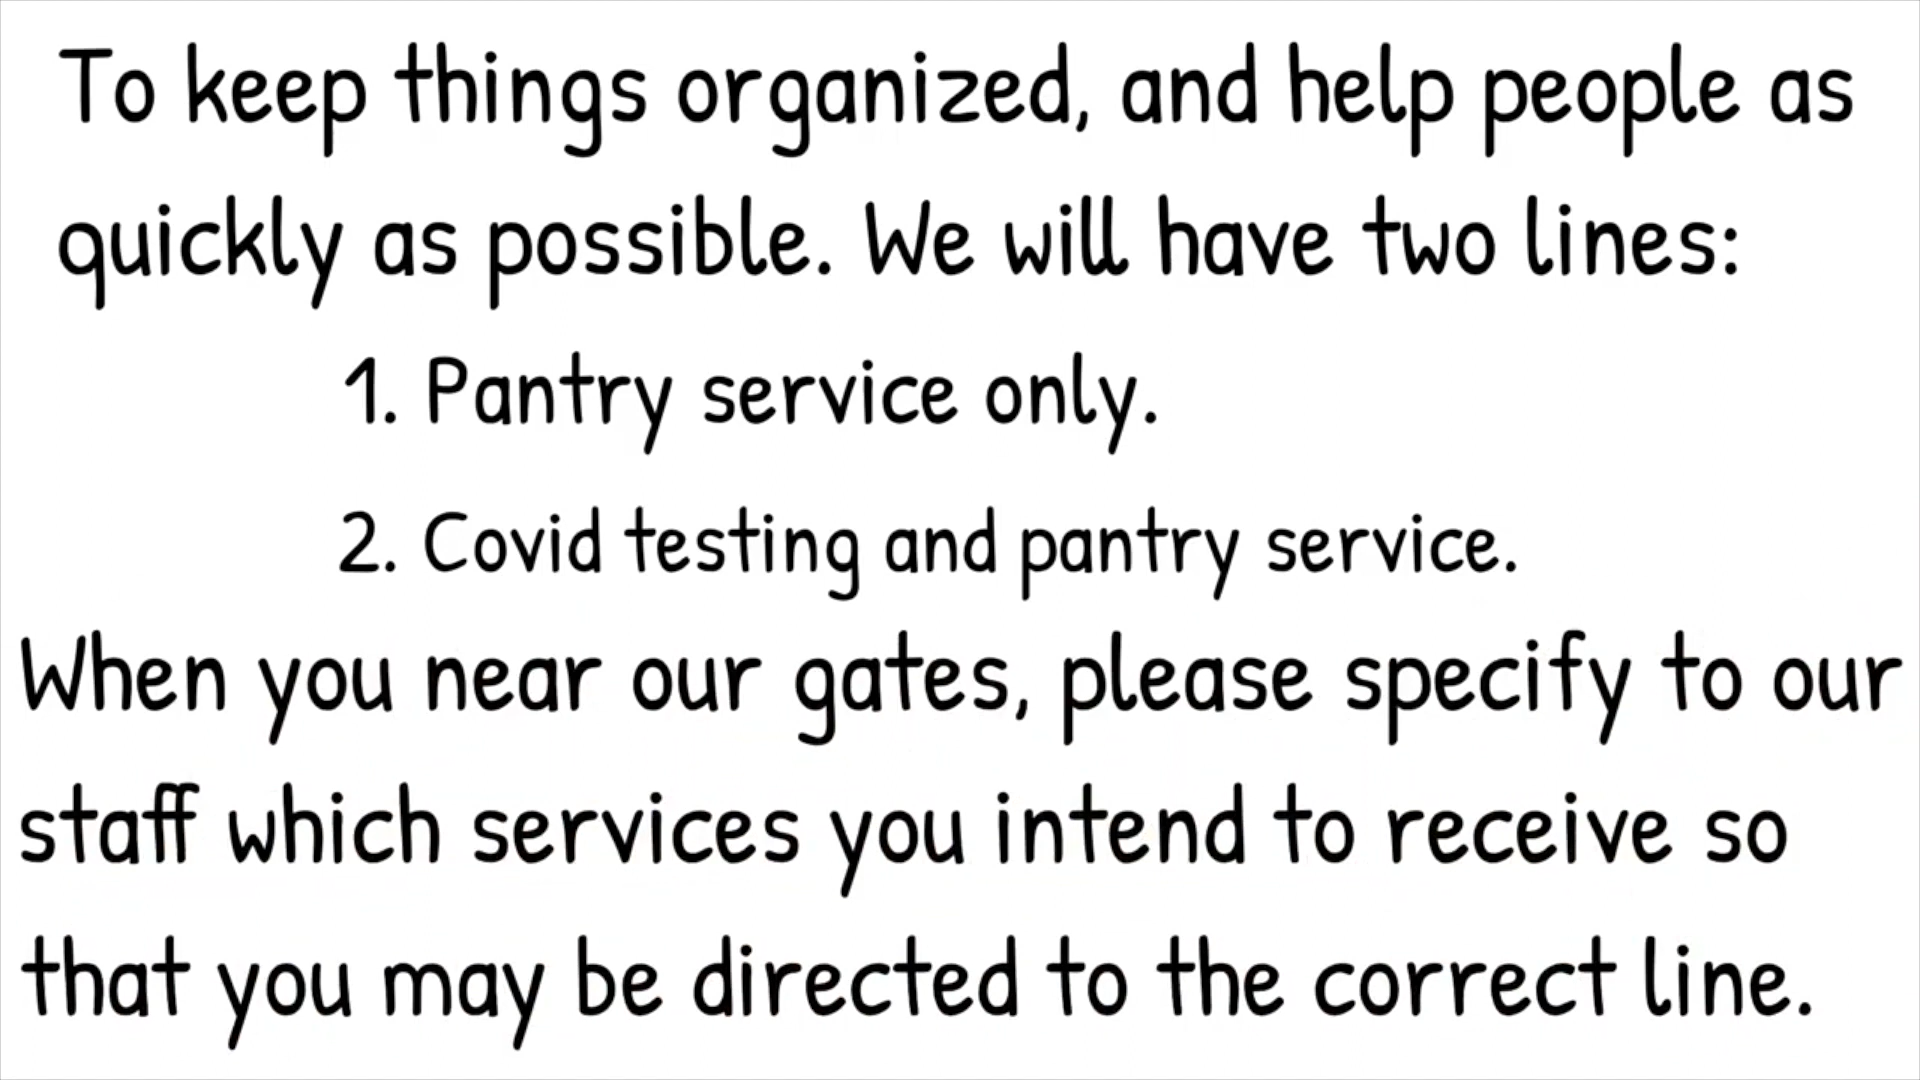 To keep things organized, and help people as
quickly as possible. We will have two lines:
1. Pantry service only.
2. Covid testing and pantry service.
When you near our gates, please specify to our
staff which services you intend to receive so
that you may be directed to the correct line.